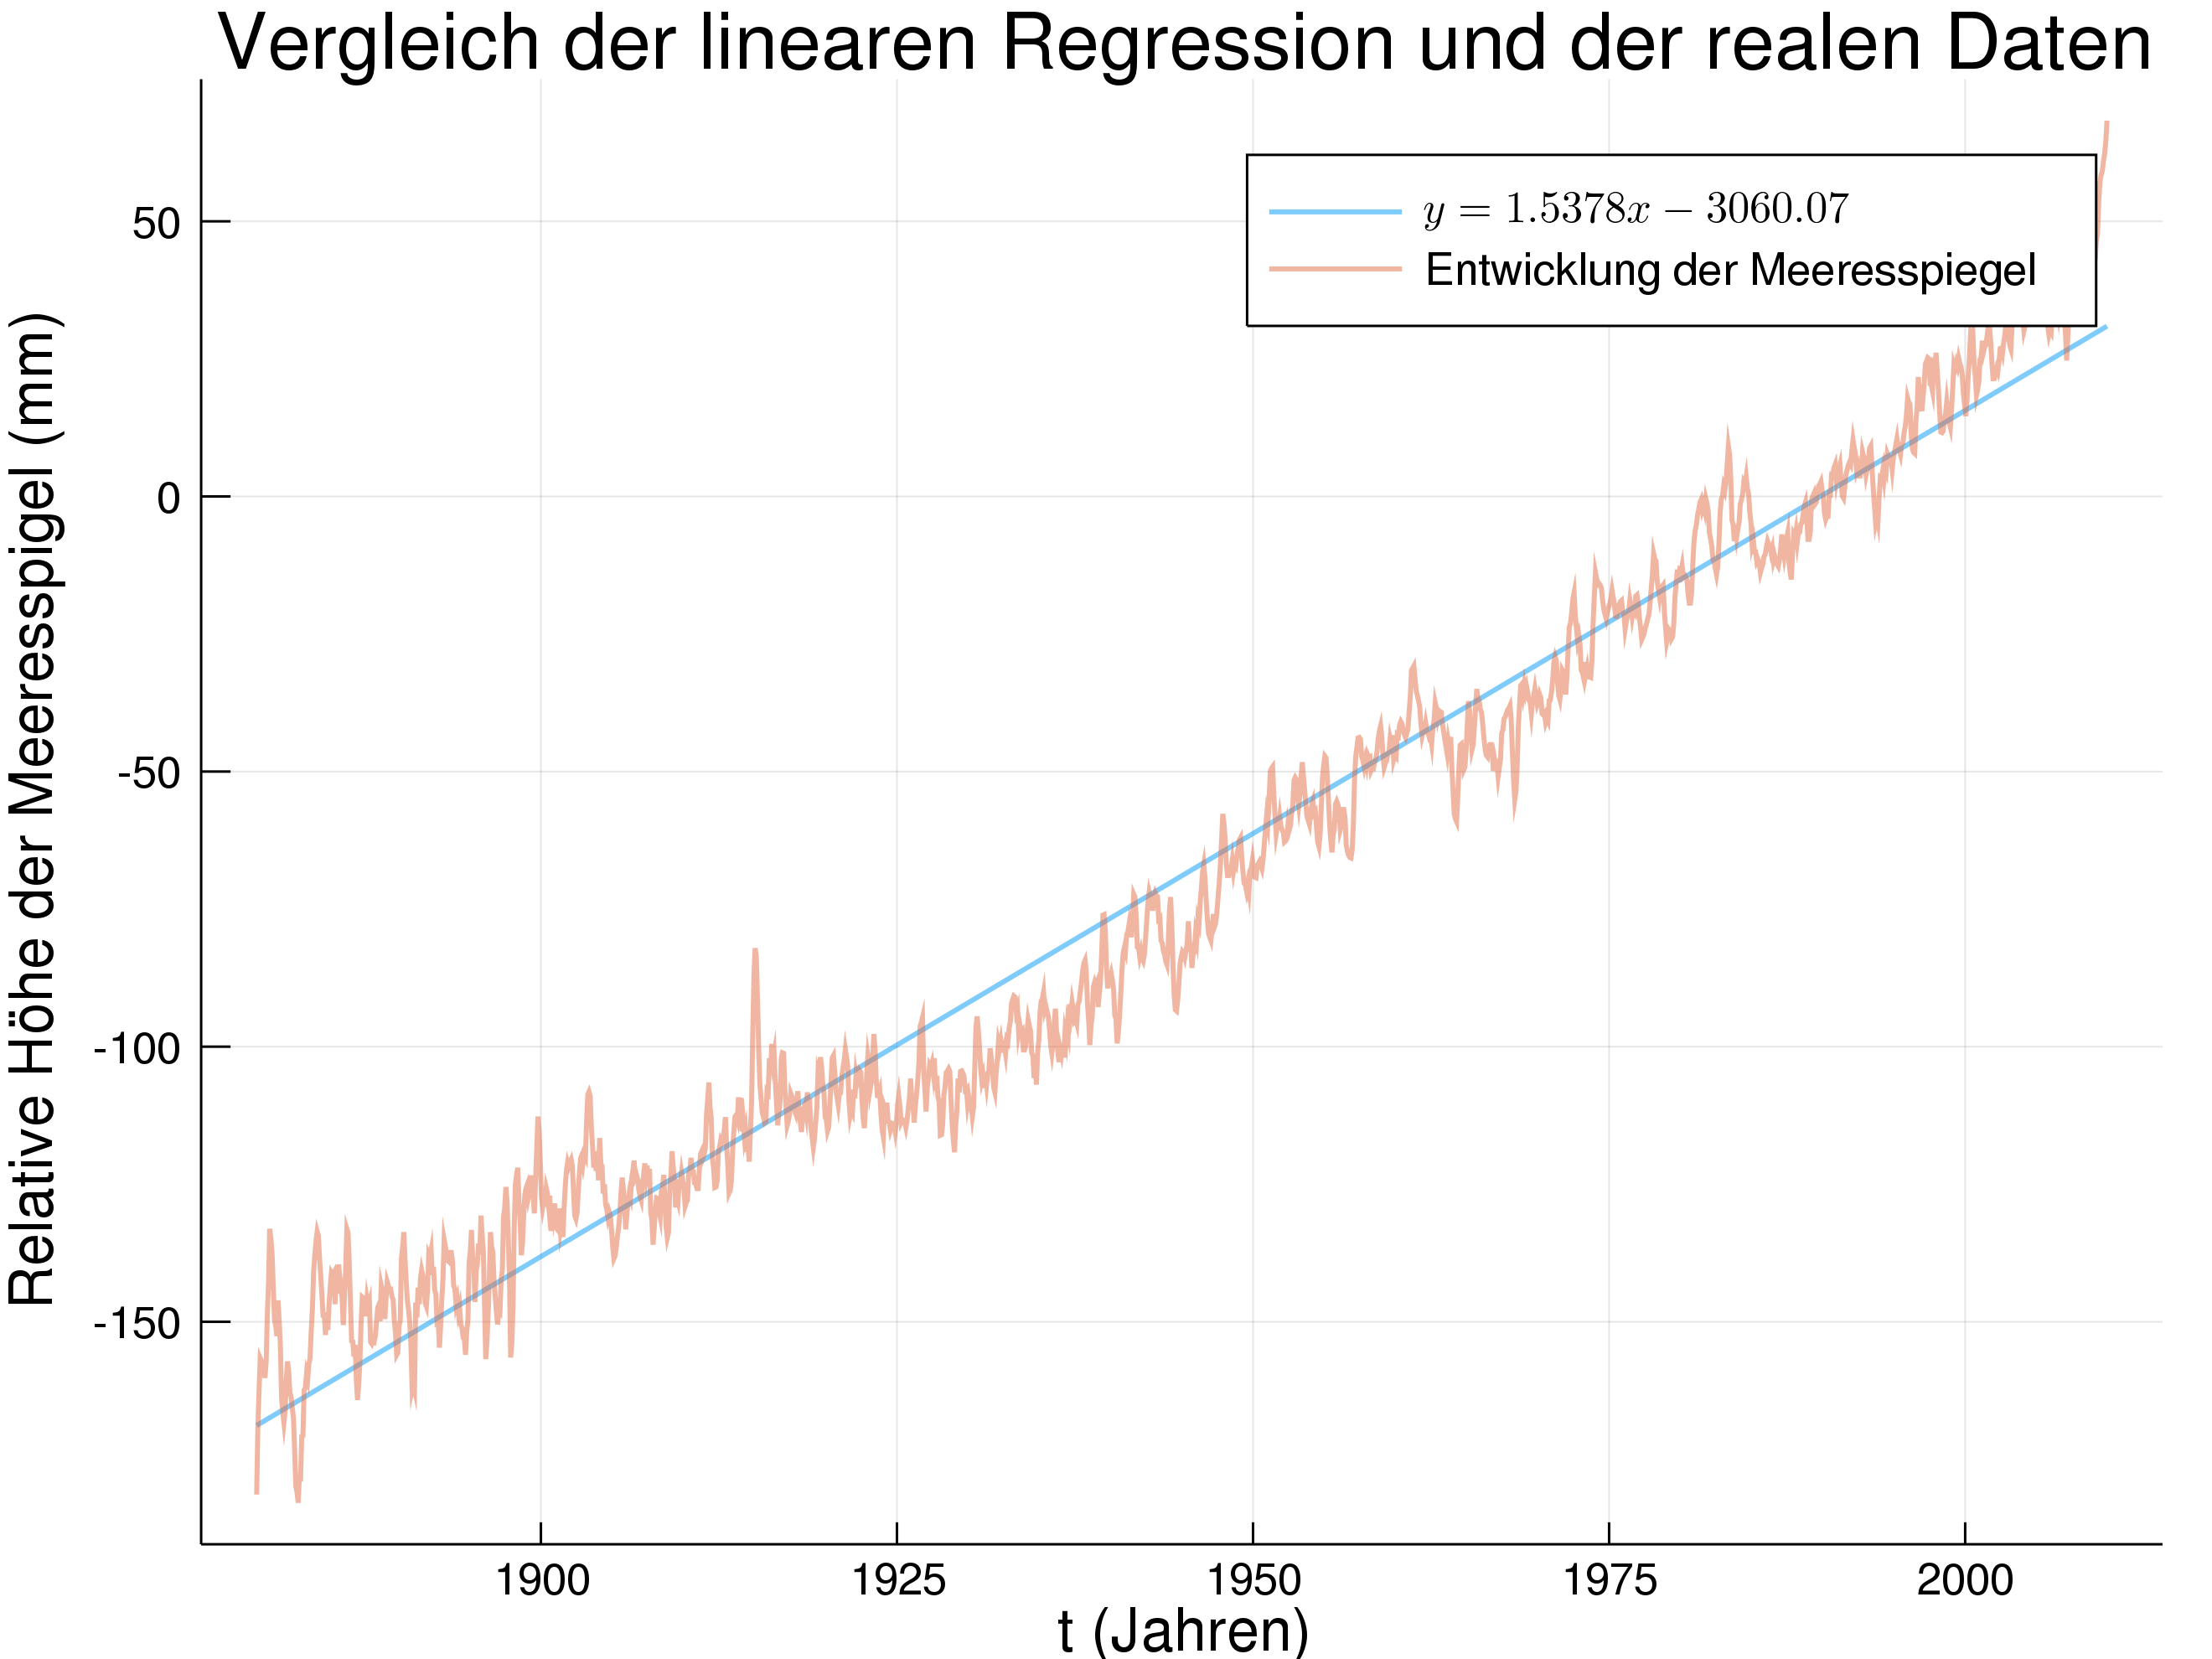 Vergleich der linearen Regression und der realen Daten
y = 1.5378x − 3060.07
Entwicklung der Meeresspiegel
Relative Höhe der Meeresspigel (mm)
50
0
-50
-100
-150
1900 1925 1950 1975 2000
t (Jahren)